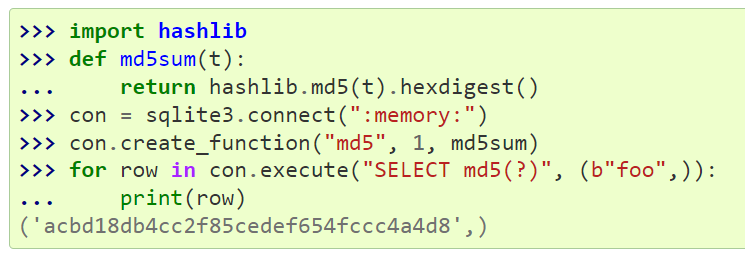 >>> import hashlib
>>> def md5sum(t):
...     return hashlib.md5(t).hexdigest()
>>> con = sqlite3.connect(":memory:")
>>> con.create_function("md5", 1, md5sum)
>>> for row in con.execute("SELECT md5(?)", (b"foo",)):
...     print(row)
('acbd18db4cc2f85cedef654fccc4a4d8',)